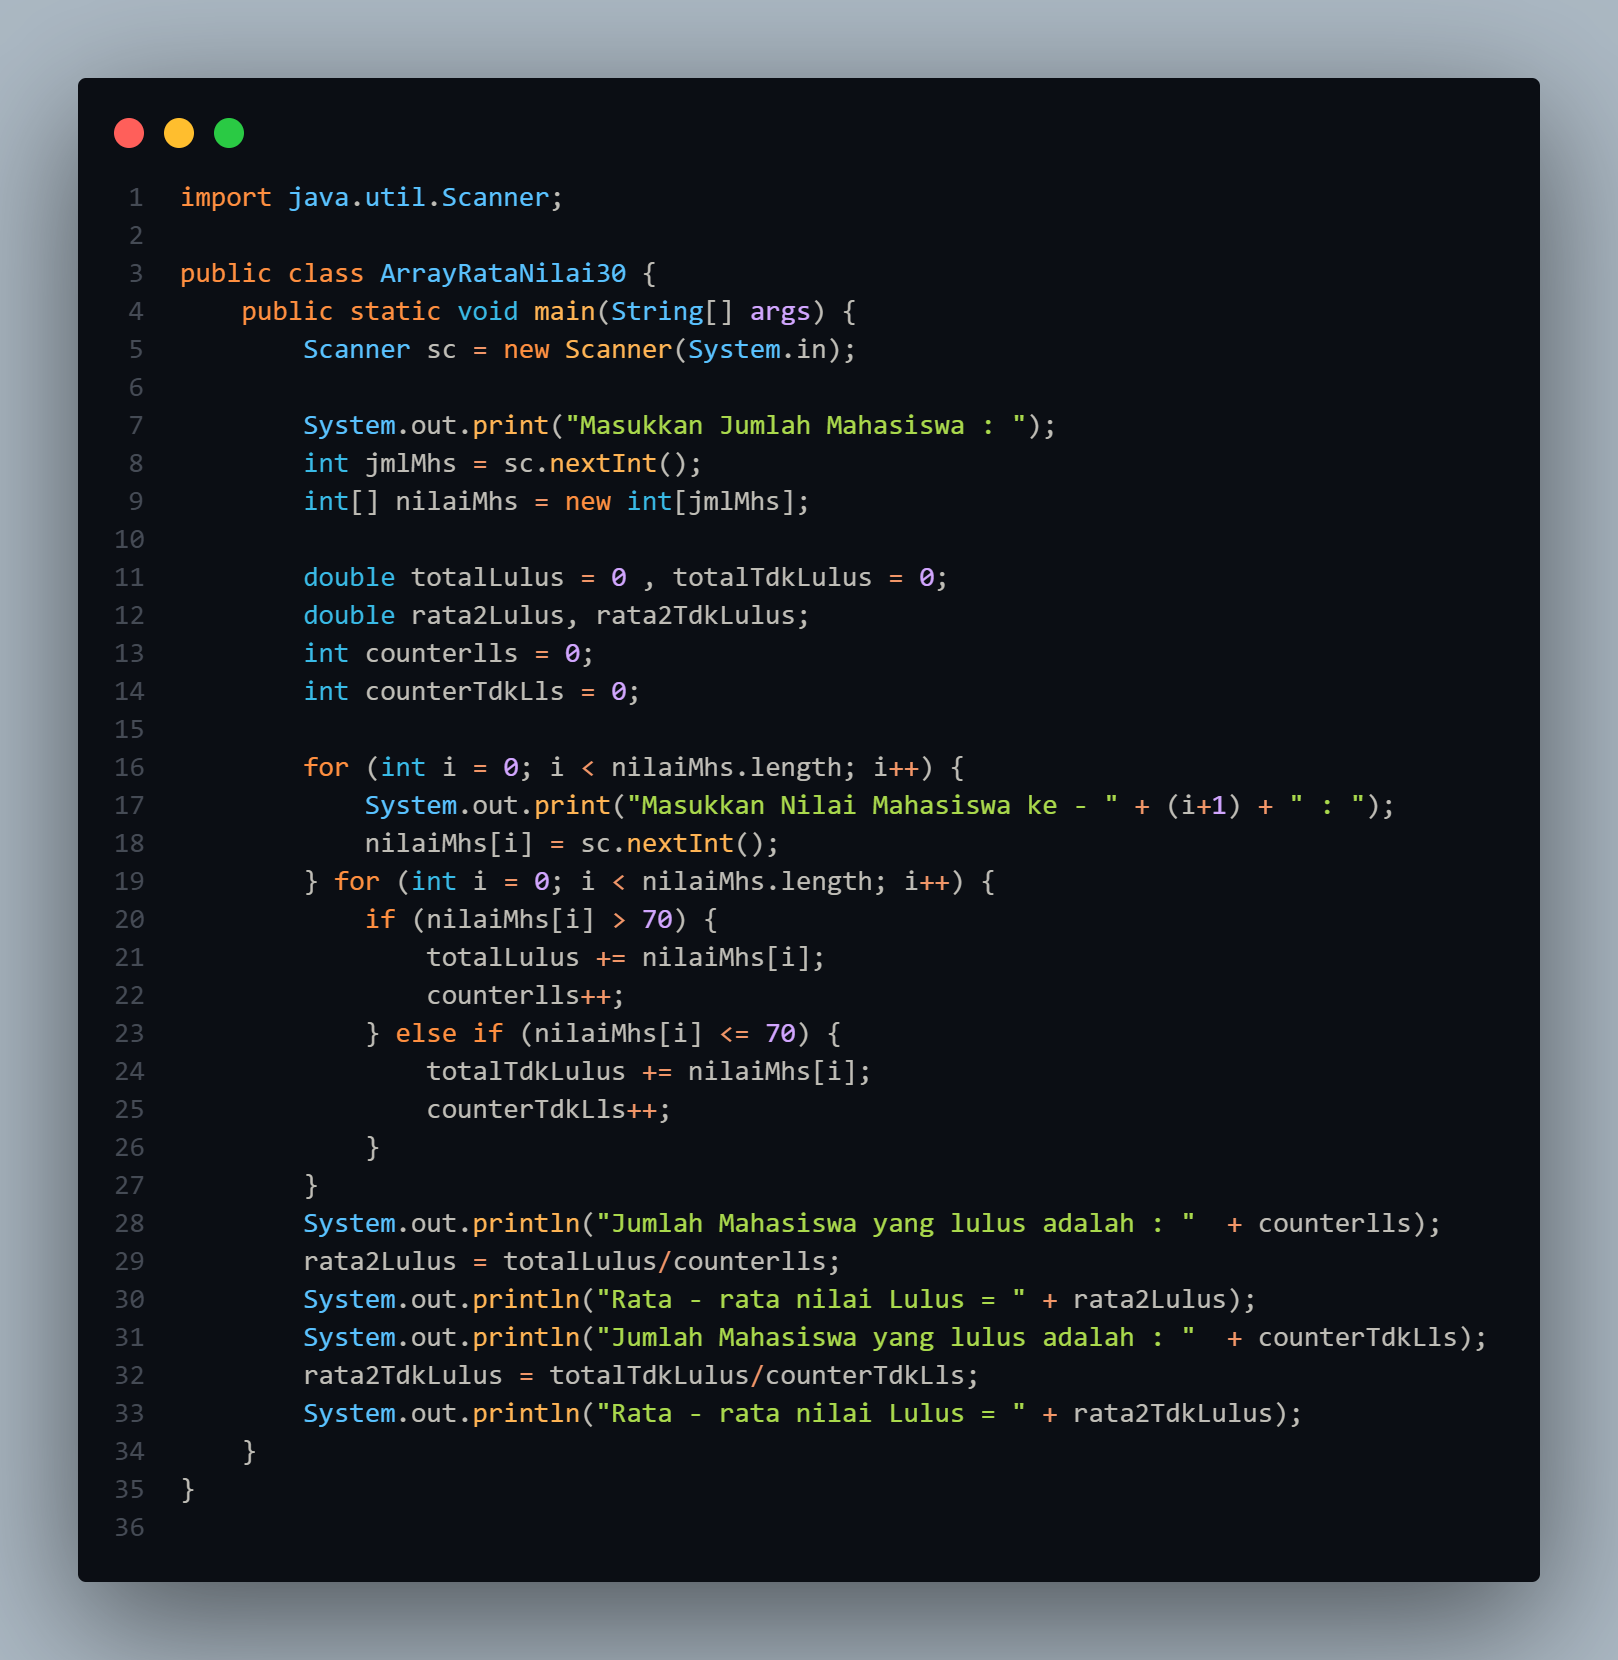 1 import java.util.Scanner;
2
3 public class ArrayRataNilai30 {
4     public static void main(String[] args) {
5         Scanner sc = new Scanner(System.in);
6
7         System.out.print("Masukkan Jumlah Mahasiswa : ");
8         int jmlMhs = sc.nextInt();
9         int[] nilaiMhs = new int[jmlMhs];
10
11         double totalLulus = 0 , totalTdkLulus = 0;
12         double rata2Lulus, rata2TdkLulus;
13         int counterlls = 0;
14         int counterTdkLls = 0;
15
16         for (int i = 0; i < nilaiMhs.length; i++) {
17             System.out.print("Masukkan Nilai Mahasiswa ke - " + (i+1) + " : ");
18             nilaiMhs[i] = sc.nextInt();
19         } for (int i = 0; i < nilaiMhs.length; i++) {
20             if (nilaiMhs[i] > 70) {
21                 totalLulus += nilaiMhs[i];
22                 counterlls++;
23             } else if (nilaiMhs[i] <= 70) {
24                 totalTdkLulus += nilaiMhs[i];
25                 counterTdkLls++;
26             }
27         }
28         System.out.println("Jumlah Mahasiswa yang lulus adalah : "  + counterlls);
29         rata2Lulus = totalLulus/counterlls;
30         System.out.println("Rata - rata nilai Lulus = " + rata2Lulus);
31         System.out.println("Jumlah Mahasiswa yang lulus adalah : "  + counterTdkLls);
32         rata2TdkLulus = totalTdkLulus/counterTdkLls;
33         System.out.println("Rata - rata nilai Lulus = " + rata2TdkLulus);
34     }
35 }
36